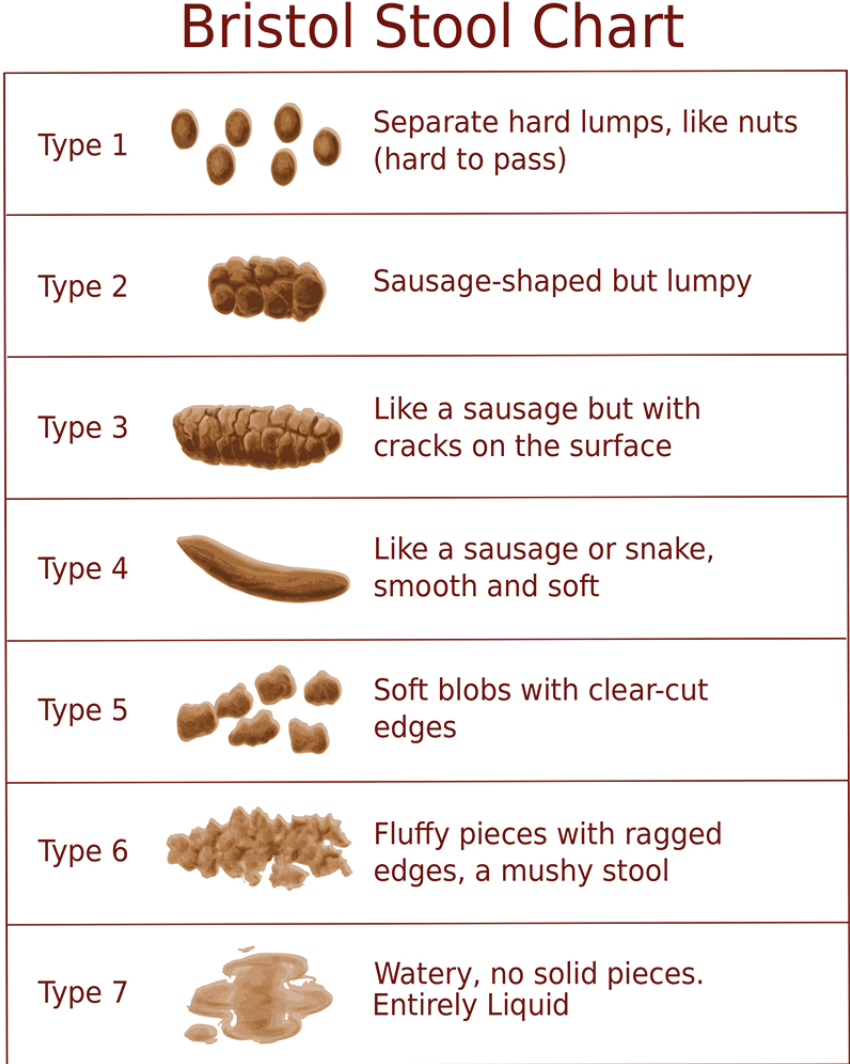 Bristol Stool Chart
Type 1
Separate hard lumps, like nuts
(hard to pass)
Type 2
Sausage-shaped but lumpy
Type 3
Like a sausage but with
cracks on the surface
Type 4
Like a sausage or snake,
smooth and soft
Type 5
Soft blobs with clear-cut
edges
Type 6
Fluffy pieces with ragged
edges, a mushy stool
Type 7
Watery, no solid pieces.
Entirely Liquid